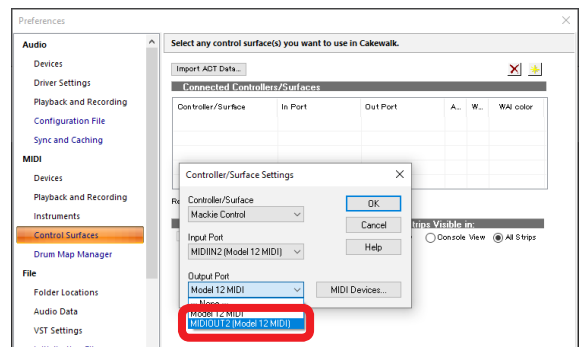 Preferences
Audio
Devices
Driver Settings
Playback and Recording
Configuration File
Sync and Caching
MIDI
Devices
Playback and Recording
Instruments
Control Surfaces
Drum Map Manager
File
Folder Locations
Audio Data
VST Settings
Select any control surface(s) you want to use in Cakewalk.
Import ACT Data...
Connected Controllers/Surfaces
Controller/Surface In Port Out Port A... W... WAI color
Controller/Surface Settings
Controller/Surface
Mackie Control
Input Port
MIDIIN2 (Model 12 MIDI)
Output Port
Model 12 MIDI
--- None ---
Model 12 MIDI
MIDIOUT2 (Model 12 MIDI)
OK
Cancel
Help
MIDI Devices...
trips Visible in:
Console View All Strips